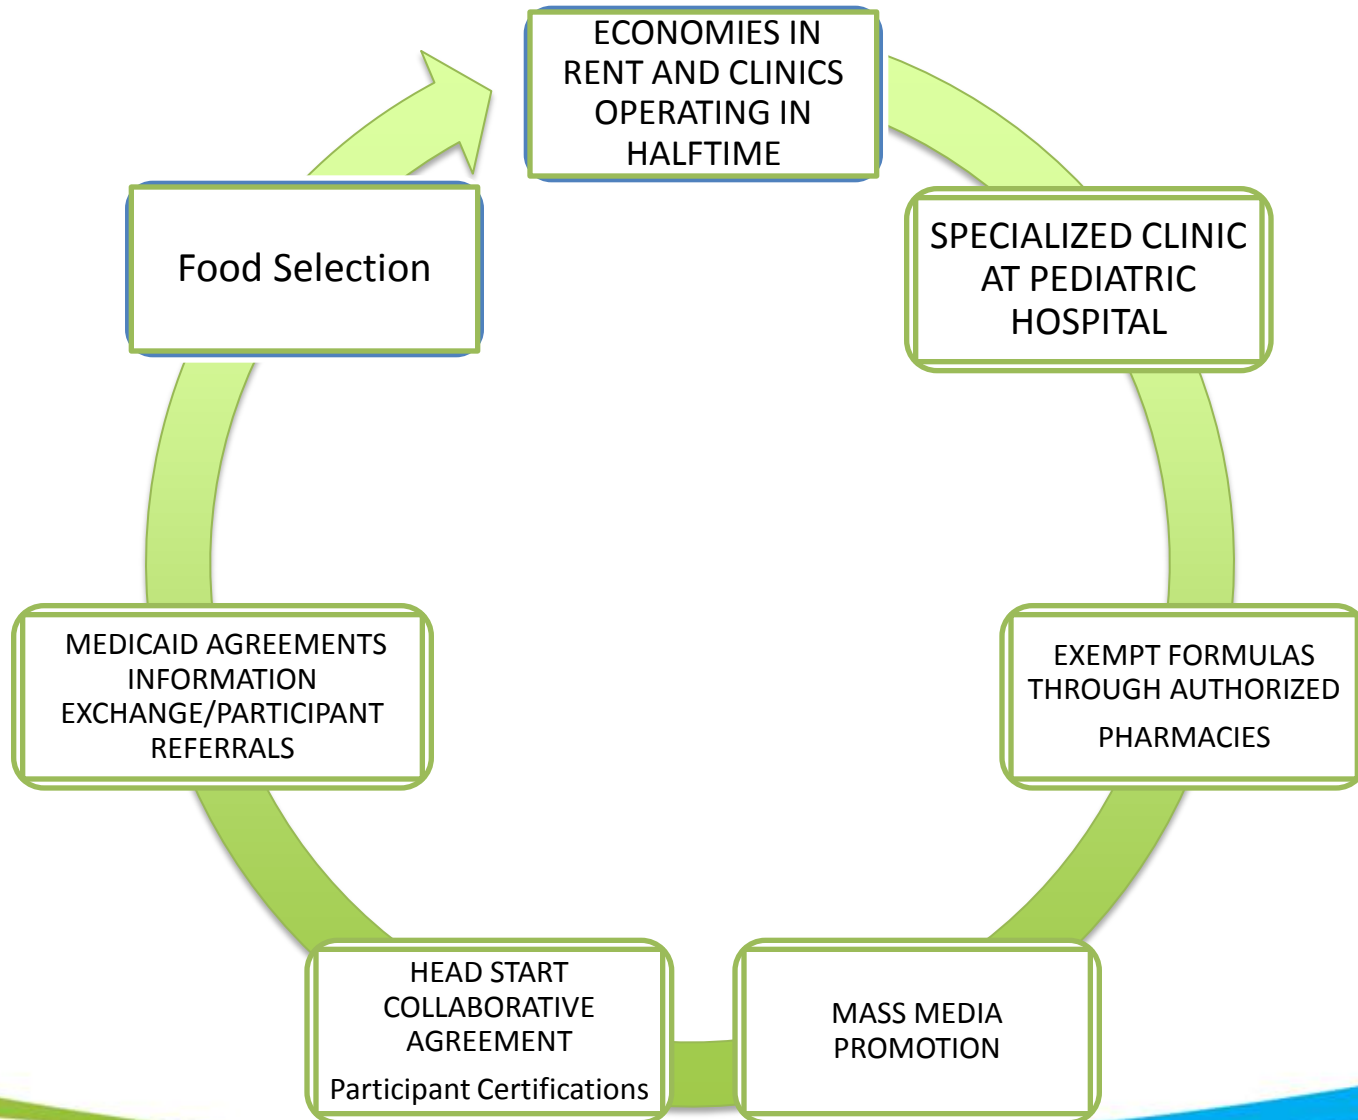 ECONOMIES IN
RENT AND CLINICS
OPERATING IN
HALFTIME
SPECIALIZED CLINIC
AT PEDIATRIC
HOSPITAL
EXEMPT FORMULAS
THROUGH AUTHORIZED
PHARMACIES
MASS MEDIA
PROMOTION
HEAD START
COLLABORATIVE
AGREEMENT
Participant Certifications
MEDICAID AGREEMENTS
INFORMATION
EXCHANGE/PARTICIPANT
REFERRALS
Food Selection